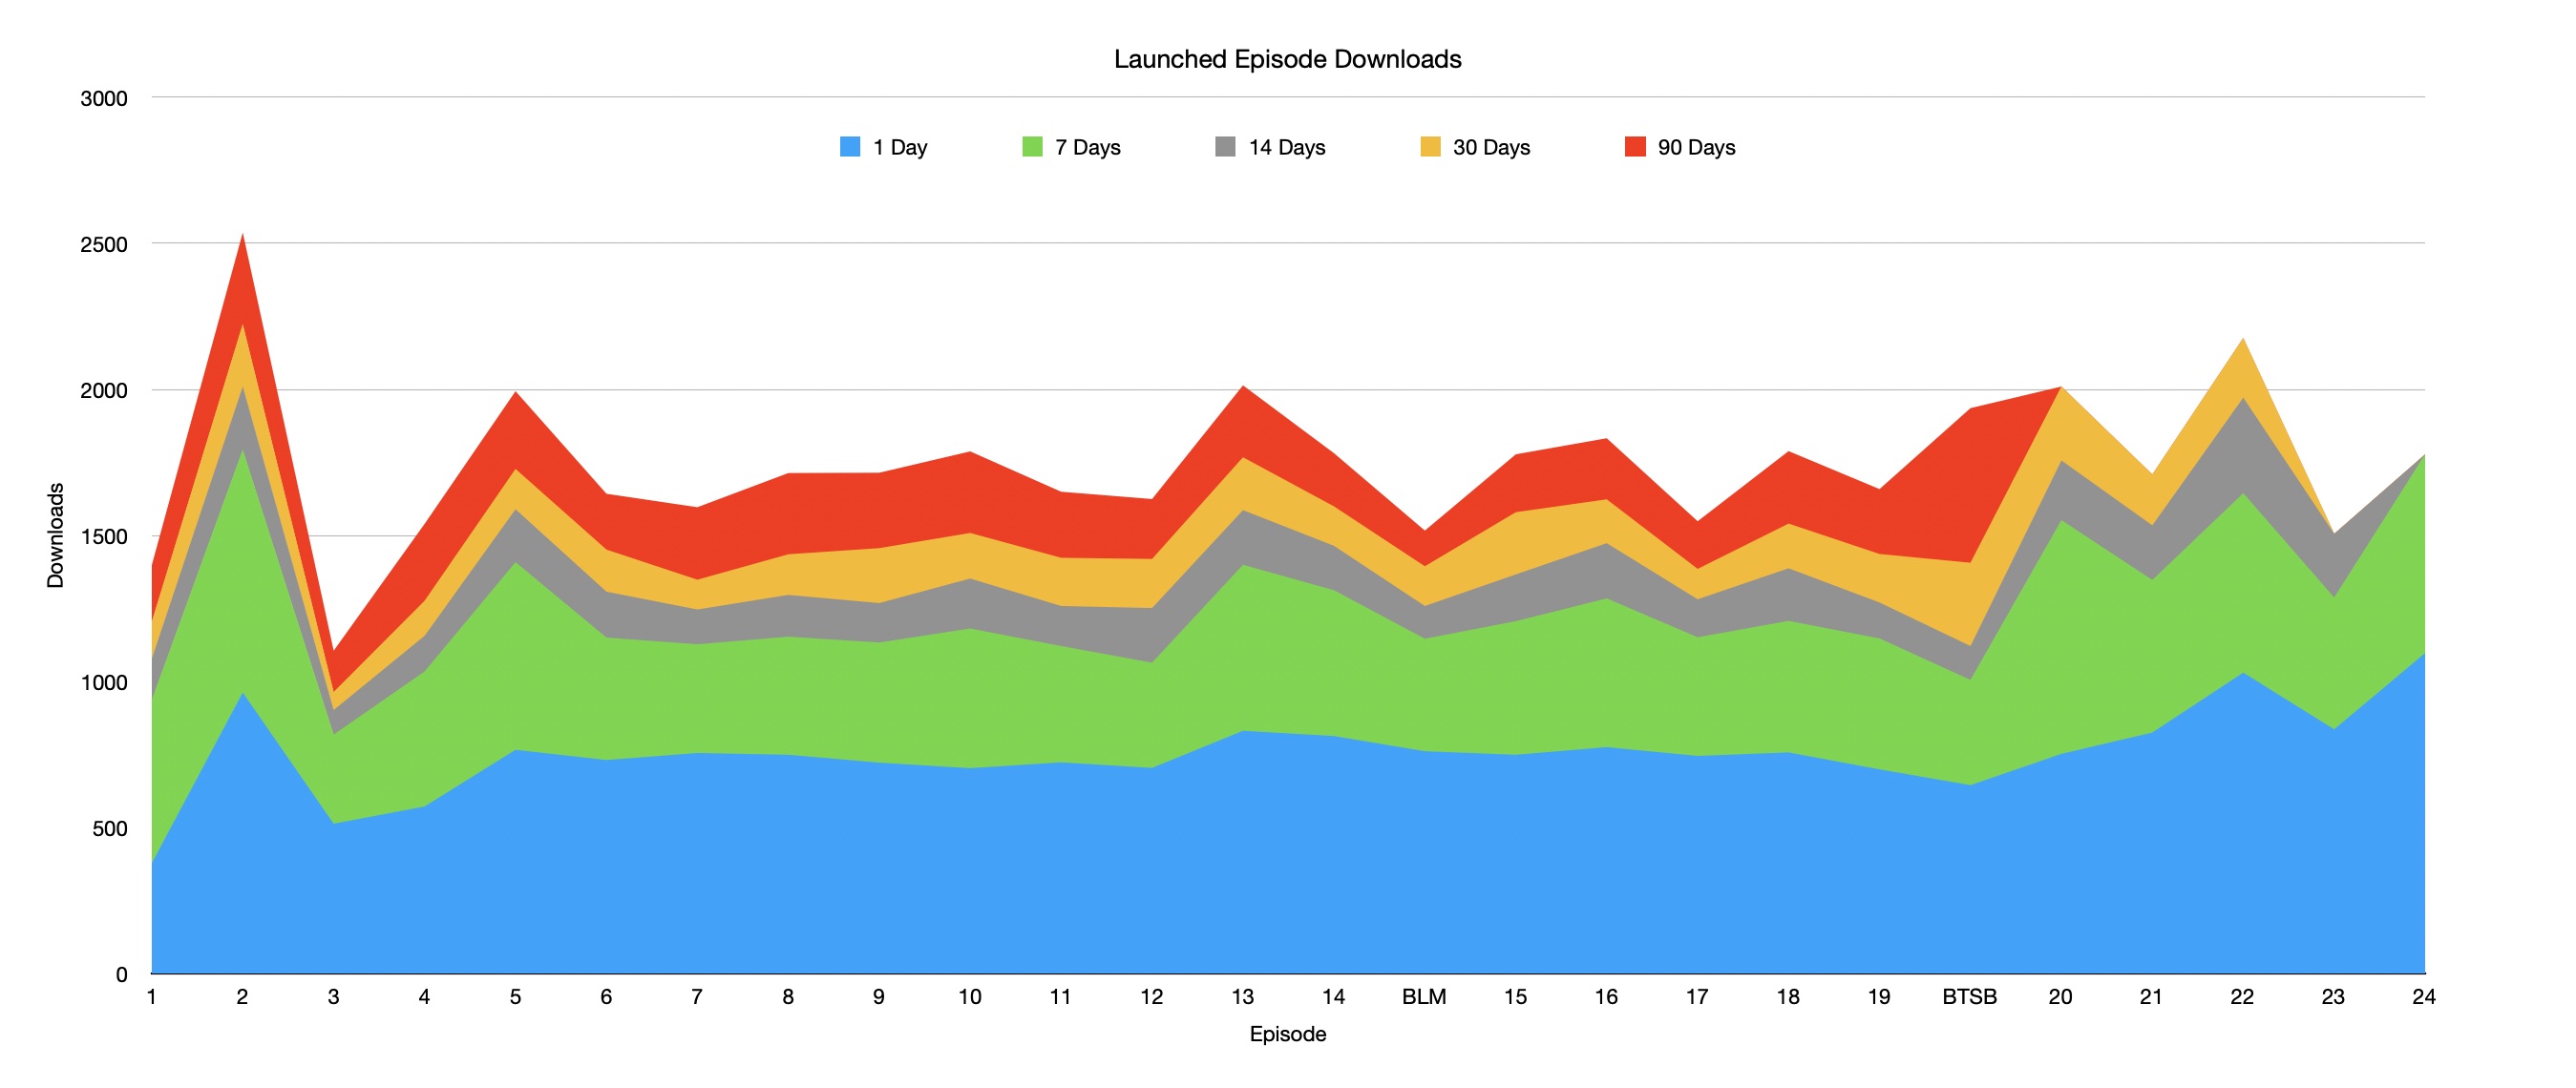 Launched Episode Downloads
3000
1 Day 7 Days 14 Days 30 Days 90 Days
2500
2000
1500
Downloads
1000
500
0
1 2 3 4 5 6 7 8 9 10 11 12 13 14 BLM 15 16 17 18 19 BTSB 20 21 22 23 24
Episode